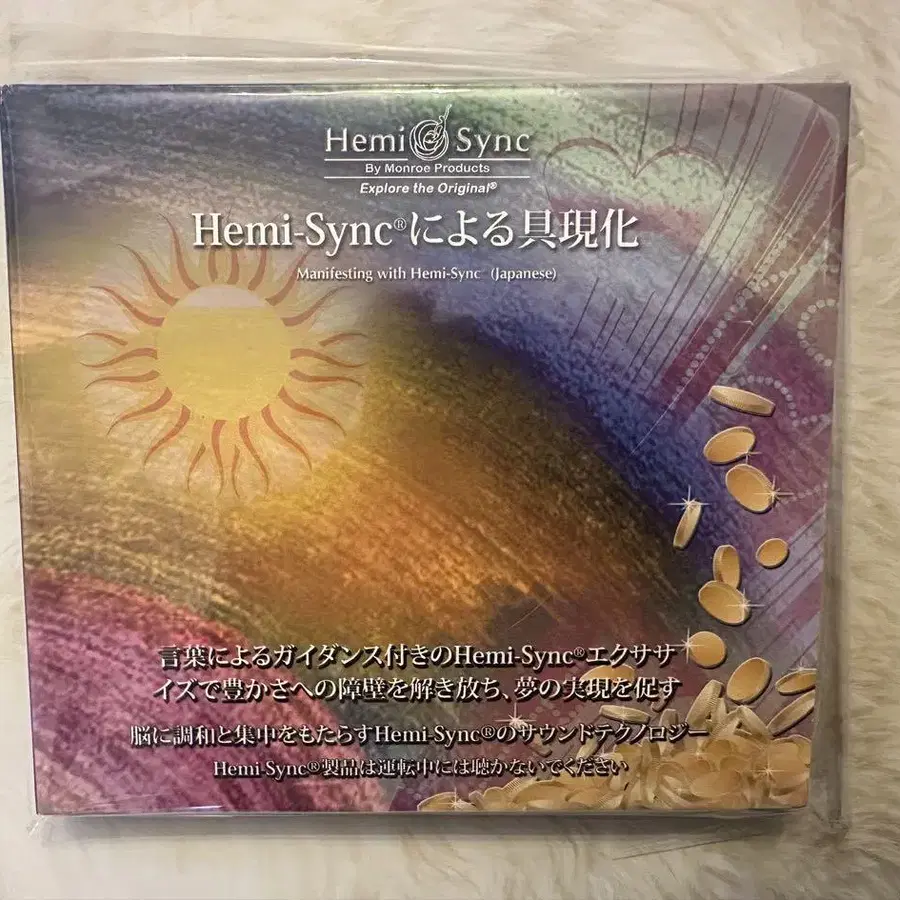 Hemi Sync
By Monroe Products
Explore the Original®
Hemi-Sync®による具現化
Manifesting with Hemi-Sync (Japanese)
言葉によるガイダンス付きのHemi-Sync®エクササ
イズで豊かさへの障壁を解き放ち、夢の実現を促す
脳に調和と集中をもたらすHemi-Sync®のサウンドテクノロジー
Hemi-Sync®製品は運転中には聴かないでください